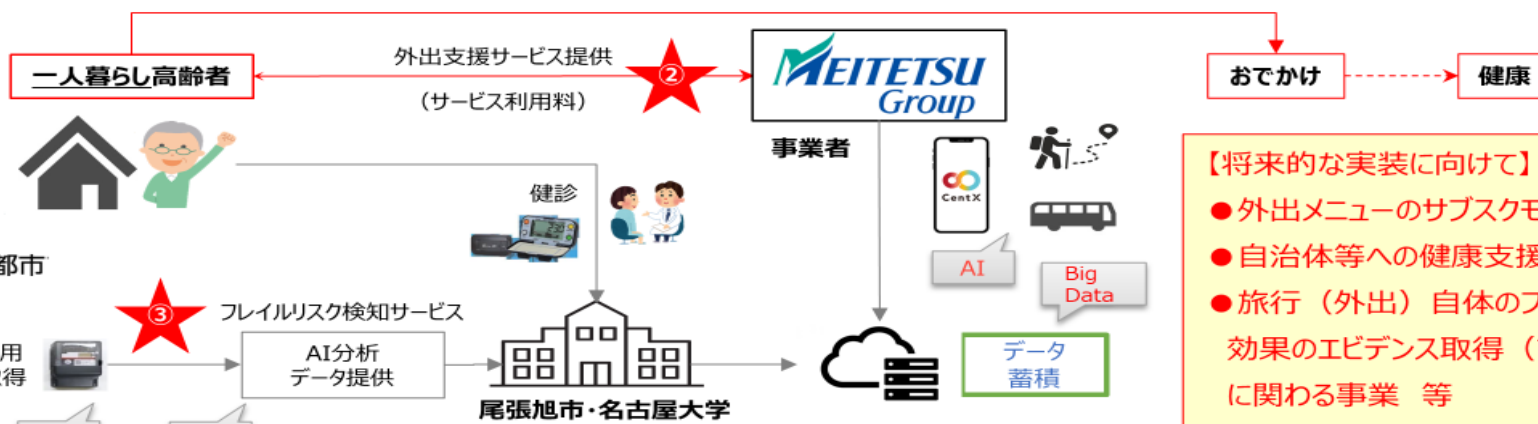 一人暮らし高齢者
外出支援サービス提供
②
(サービス利用料)
MEITETSU
Group
事業者
おでかけ
健康
健診
CentX
AI
Big
Data
【将来的な実装に向けて】
●外出メニューのサブスクモ
●自治体等への健康支援
●旅行(外出)自体のフ
効果のエビデンス取得(
に関わる事業 等
都市
③
フレイルリスク検知サービス
用
得
AI分析
データ提供
尾張旭市・名古屋大学
データ
蓄積